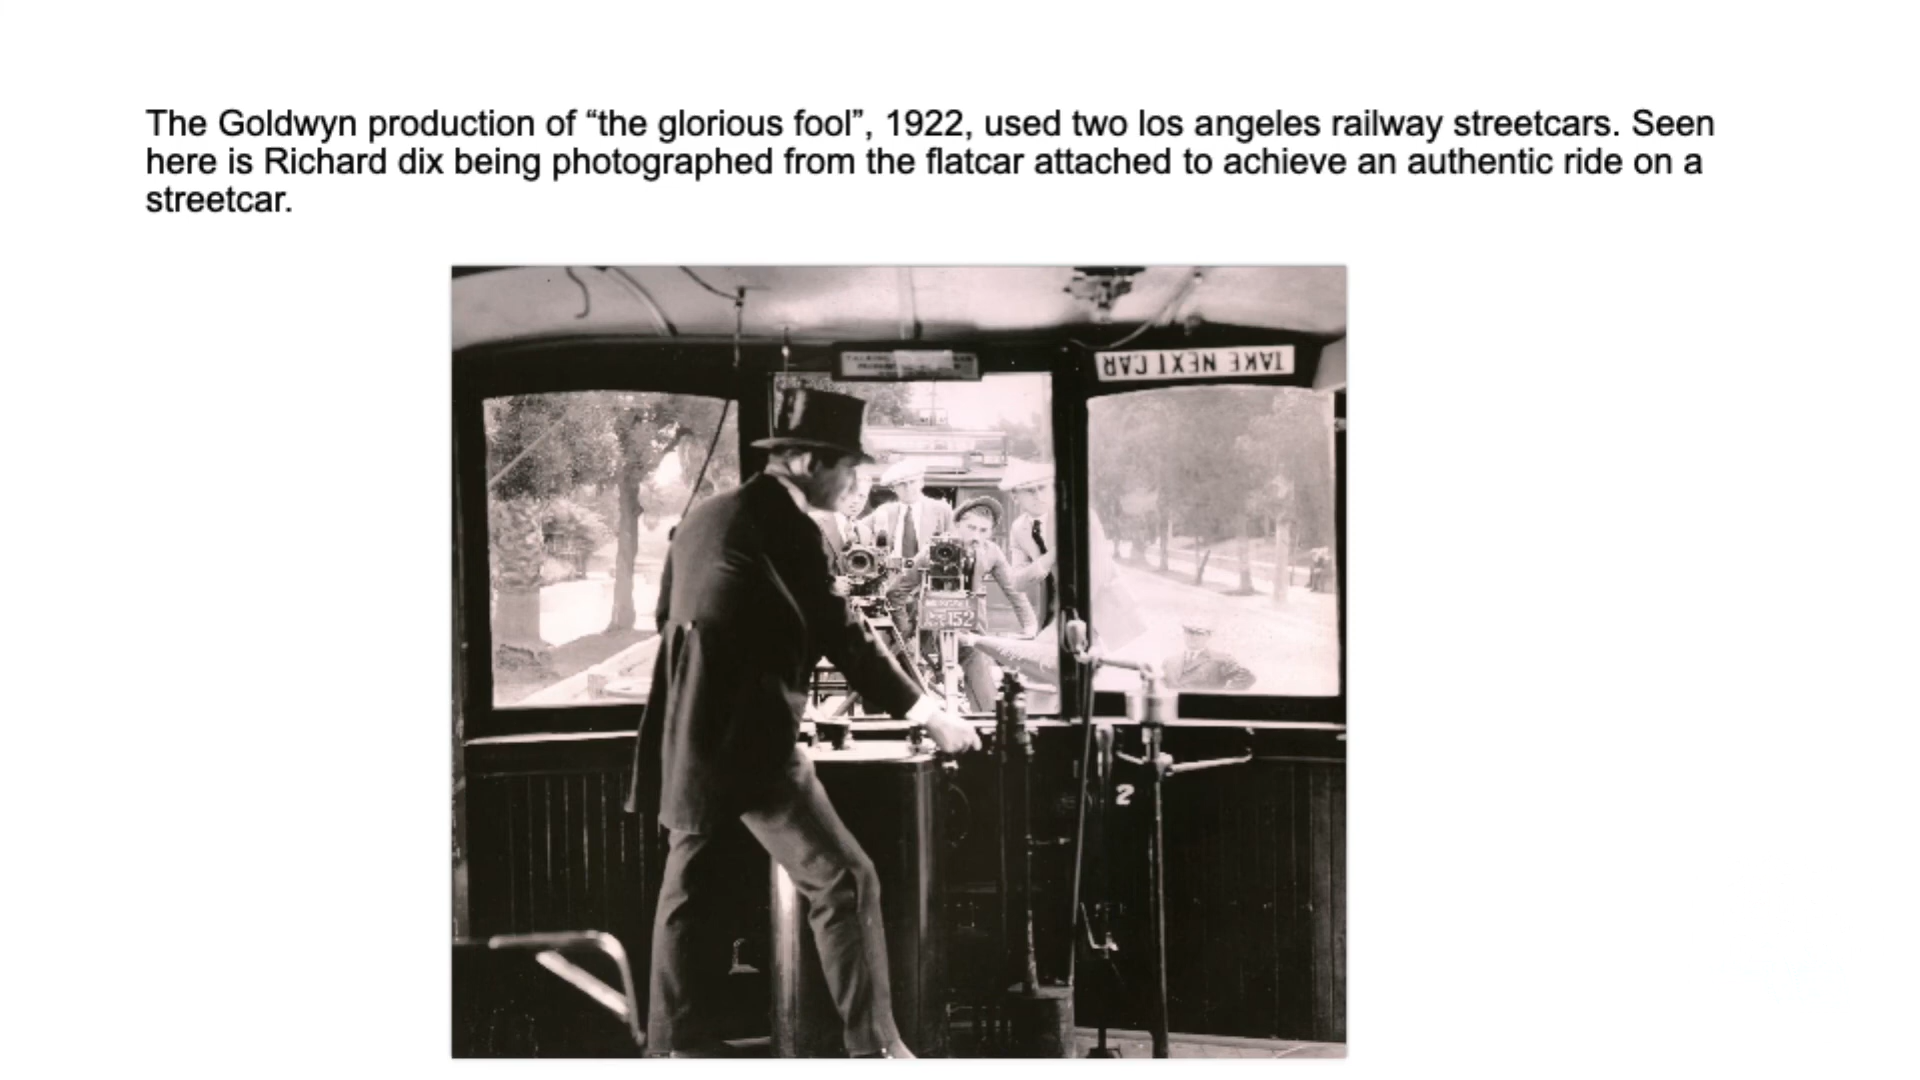 The Goldwyn production of “the glorious fool”, 1922, used two los angeles railway streetcars. Seen
here is Richard dix being photographed from the flatcar attached to achieve an authentic ride on a
streetcar.
TAKE NEXT CAR
152
2